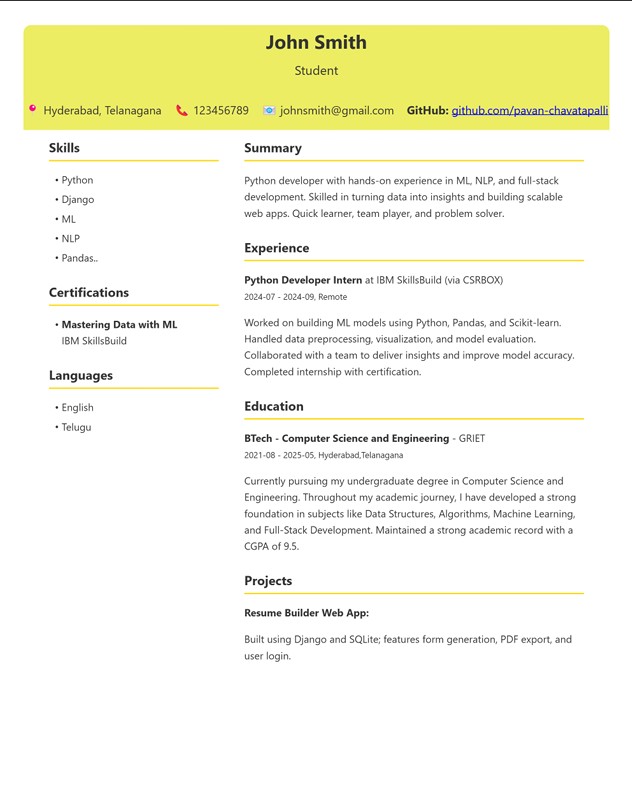 John Smith
Student
Hyderabad, Telanagana 123456789 johnsmith@gmail.com GitHub: github.com/pavan-chavatapalli
Skills
• Python
• Django
• ML
• NLP
• Pandas..
Certifications
• Mastering Data with ML
IBM SkillsBuild
Languages
• English
• Telugu
Summary
Python developer with hands-on experience in ML, NLP, and full-stack
development. Skilled in turning data into insights and building scalable
web apps. Quick learner, team player, and problem solver.
Experience
Python Developer Intern at IBM SkillsBuild (via CSRBOX)
2024-07 - 2024-09, Remote
Worked on building ML models using Python, Pandas, and Scikit-learn.
Handled data preprocessing, visualization, and model evaluation.
Collaborated with a team to deliver insights and improve model accuracy.
Completed internship with certification.
Education
BTech - Computer Science and Engineering - GRIET
2021-08 - 2025-05, Hyderabad,Telanagana
Currently pursuing my undergraduate degree in Computer Science and
Engineering. Throughout my academic journey, I have developed a strong
foundation in subjects like Data Structures, Algorithms, Machine Learning,
and Full-Stack Development. Maintained a strong academic record with a
CGPA of 9.5.
Projects
Resume Builder Web App:
Built using Django and SQLite; features form generation, PDF export, and
user login.